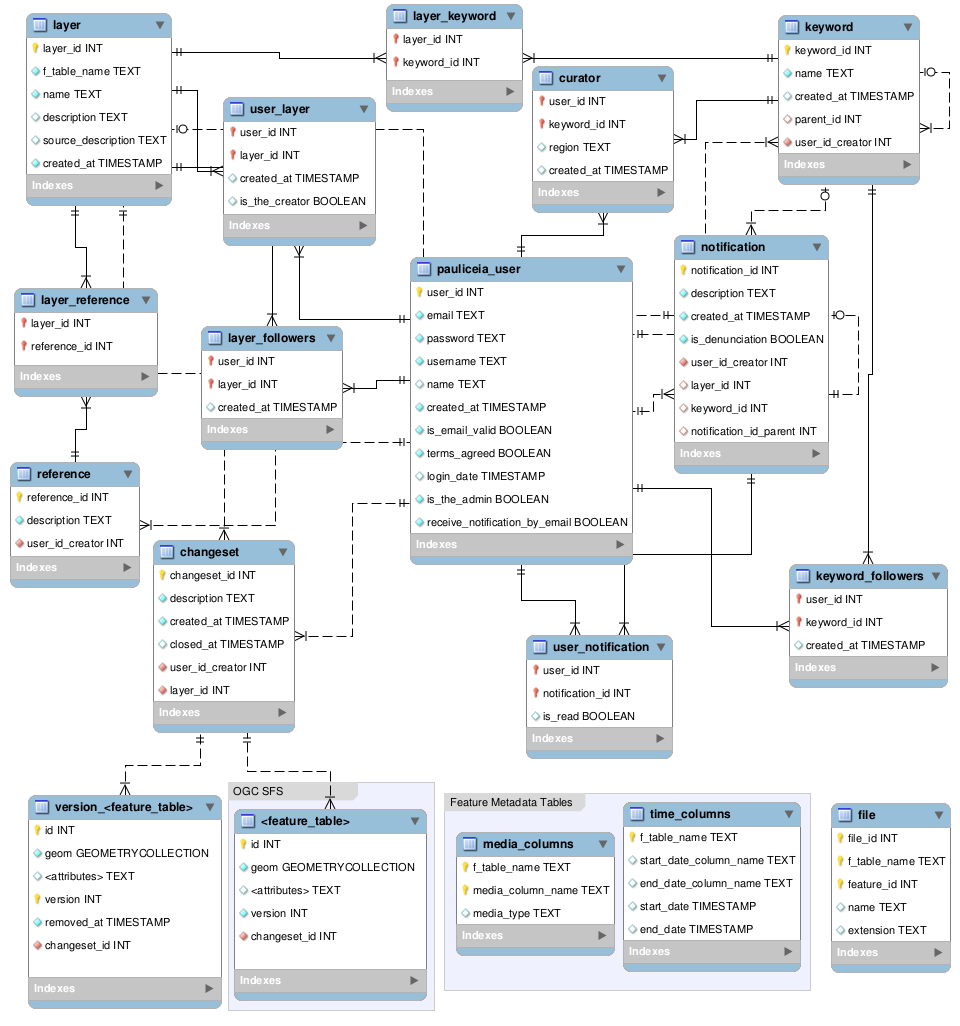 layer
layer_id INT
f_table_name TEXT
name TEXT
description TEXT
source_description TEXT
created_at TIMESTAMP
Indexes
layer_keyword
layer_id INT
keyword_id INT
Indexes
keyword
keyword_id INT
name TEXT
created_at TIMESTAMP
parent_id INT
user_id_creator INT
Indexes
curator
user_id INT
keyword_id INT
region TEXT
created_at TIMESTAMP
Indexes
user_layer
user_id INT
layer_id INT
created_at TIMESTAMP
is_the_creator BOOLEAN
Indexes
layer_reference
layer_id INT
reference_id INT
Indexes
layer_followers
user_id INT
layer_id INT
created_at TIMESTAMP
Indexes
pauliceia_user
user_id INT
email TEXT
password TEXT
username TEXT
name TEXT
created_at TIMESTAMP
is_email_valid BOOLEAN
terms_agreed BOOLEAN
login_date TIMESTAMP
is_the_admin BOOLEAN
receive_notification_by_email BOOLEAN
Indexes
notification
notification_id INT
description TEXT
created_at TIMESTAMP
is_denunciation BOOLEAN
user_id_creator INT
layer_id INT
keyword_id INT
notification_id_parent INT
Indexes
reference
reference_id INT
description TEXT
user_id_creator INT
Indexes
changeset
changeset_id INT
description TEXT
created_at TIMESTAMP
closed_at TIMESTAMP
user_id_creator INT
layer_id INT
Indexes
keyword_followers
user_id INT
keyword_id INT
created_at TIMESTAMP
Indexes
user_notification
user_id INT
notification_id INT
is_read BOOLEAN
Indexes
version_<feature_table>
id INT
geom GEOMETRYCOLLECTION
<attributes> TEXT
version INT
removed_at TIMESTAMP
changeset_id INT
Indexes
OGC SFS
<feature_table>
id INT
geom GEOMETRYCOLLECTION
<attributes> TEXT
version INT
changeset_id INT
Indexes
Feature Metadata Tables
media_columns
f_table_name TEXT
media_column_name TEXT
media_type TEXT
Indexes
time_columns
f_table_name TEXT
start_date_column_name TEXT
end_date_column_name TEXT
start_date TIMESTAMP
end_date TIMESTAMP
Indexes
file
file_id INT
f_table_name TEXT
feature_id INT
name TEXT
extension TEXT
Indexes